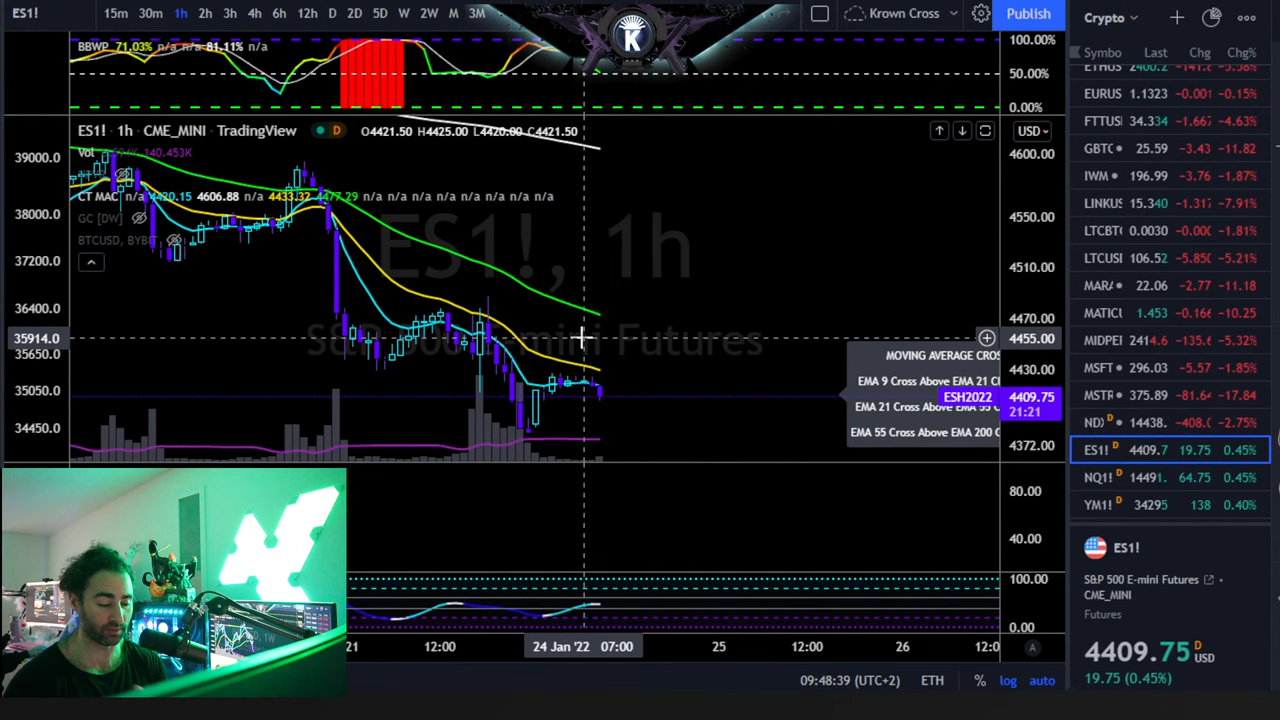 ES1!
15m 30m 1h 2h 3h 4h 6h 12h D 2D 5D W 2W M 3M
K
Krown Cross
Publish
Crypto
BBWP 71.03% n/a n/a 81.11% n/a
100.00%
50.00%
0.00%
ES1! · 1h · CME_MINI · TradingView D O4421.50 H4425.00 L4420.00 C4421.50
Vol 140.453K
CT MAC n/a 4420.15 4606.88 n/a 4433.32 4477.29 n/a n/a n/a n/a n/a n/a n/a n/a
GC [DW]
BTCUSD, BYBIT
USD
39000.0
38000.0
37200.0
36400.0
35914.0
35650.0
35050.0
34450.0
ES1!, 1h
S&P 500 E-mini Futures
4600.00
4550.00
4510.00
4470.00
4455.00
4430.00
ESH2022 4409.75
21:21
4372.00
MOVING AVERAGE CROS
EMA 9 Cross Above EMA 21 C
EMA 21 Cross Above EMA 55 C
EMA 55 Cross Above EMA 200 C
80.00
40.00
100.00
0.00
21 12:00 24 Jan '22 07:00 25 12:00 26 12:0
A
09:48:39 (UTC+2) ETH % log auto
Symbo Last Chg Chg%
ETHUS 2400.2 -141.8 -5.58%
EURUS 1.1323 -0.001 -0.15%
FTTUS 34.334 -1.667 -4.63%
GBTC 25.59 -3.43 -11.82
IWM 196.99 -3.76 -1.87%
LINKUS 15.340 -1.317 -7.91%
LTCBT 0.0030 -0.000 -1.81%
LTCUSI 106.52 -5.850 -5.21%
MARA 22.06 -2.77 -11.18
MATICI 1.453 -0.166 -10.25
MIDPEI 2414.6 -135.6 -5.32%
MSFT 296.03 -5.57 -1.85%
MSTR 375.89 -81.64 -17.84
NDX D 14438. -408.0 -2.75%
ES1! D 4409.7 19.75 0.45%
NQ1! D 14491. 64.75 0.45%
YM1! D 34295 138 0.40%
ES1!
S&P 500 E-mini Futures
CME_MINI
Futures
4409.75 D USD
19.75 (0.45%)